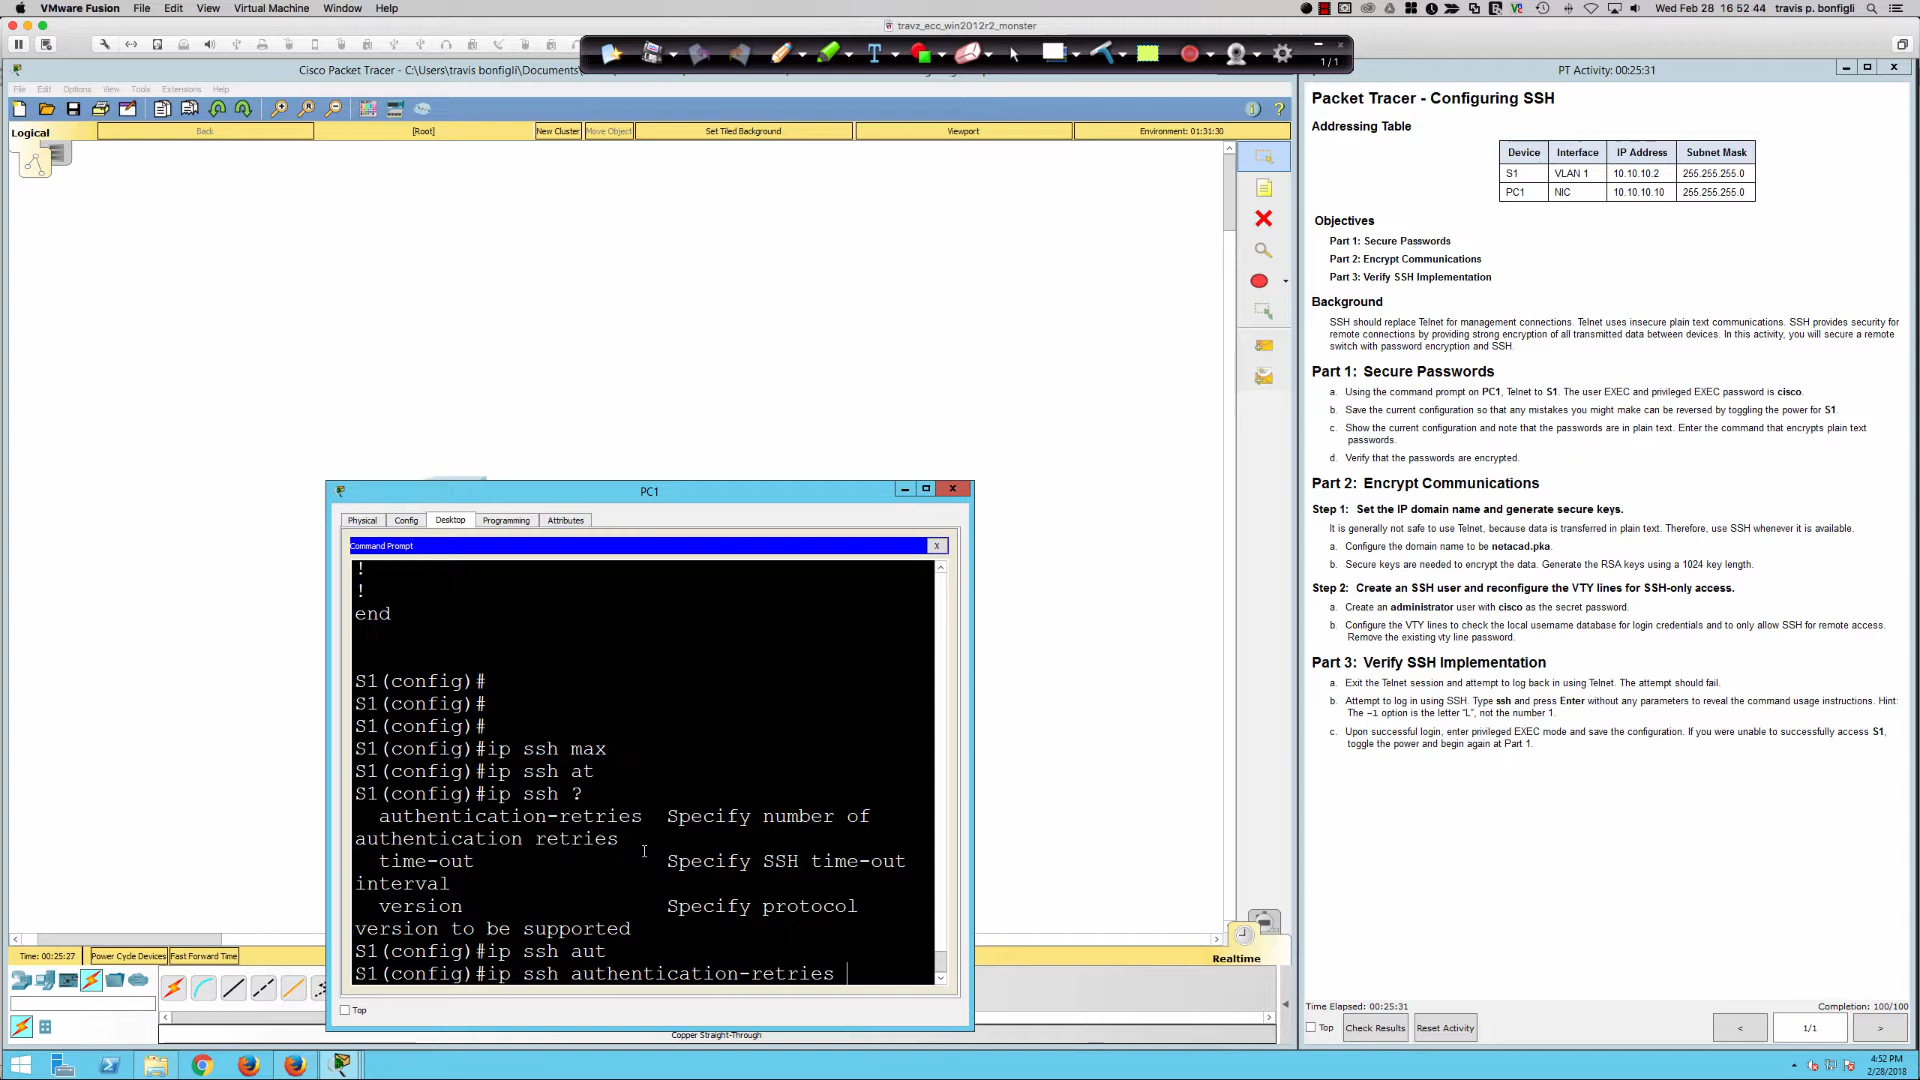 VMware Fusion File Edit View Virtual Machine Window Help
Wed Feb 28 16 52 44 travis p. bonfigli
travz_ecc_win2012r2_monster
1/1
Cisco Packet Tracer - C:\Users\travis bonfigli\Documents\
PT Activity: 00:25:31
File Edit Options View Tools Extensions Help
Logical Back [Root] New Cluster Move Object Set Tiled Background Viewport Environment: 01:31:30
PC1
Physical Config Desktop Programming Attributes
Command Prompt X
!
!
end
S1(config)#
S1(config)#
S1(config)#
S1(config)#ip ssh max
S1(config)#ip ssh at
S1(config)#ip ssh ?
authentication-retries Specify number of
authentication retries
time-out Specify SSH time-out
interval
version Specify protocol
version to be supported
S1(config)#ip ssh aut
S1(config)#ip ssh authentication-retries
Top
Time: 00:25:27 Power Cycle Devices Fast Forward Time
Realtime
Copper Straight-Through
Packet Tracer - Configuring SSH
Addressing Table
Device Interface IP Address Subnet Mask
S1 VLAN 1 10.10.10.2 255.255.255.0
PC1 NIC 10.10.10.10 255.255.255.0
Objectives
Part 1: Secure Passwords
Part 2: Encrypt Communications
Part 3: Verify SSH Implementation
Background
SSH should replace Telnet for management connections. Telnet uses insecure plain text communications. SSH provides security for
remote connections by providing strong encryption of all transmitted data between devices. In this activity, you will secure a remote
switch with password encryption and SSH.
Part 1: Secure Passwords
a. Using the command prompt on PC1, Telnet to S1. The user EXEC and privileged EXEC password is cisco.
b. Save the current configuration so that any mistakes you might make can be reversed by toggling the power for S1.
c. Show the current configuration and note that the passwords are in plain text. Enter the command that encrypts plain text
passwords.
d. Verify that the passwords are encrypted.
Part 2: Encrypt Communications
Step 1: Set the IP domain name and generate secure keys.
It is generally not safe to use Telnet, because data is transferred in plain text. Therefore, use SSH whenever it is available.
a. Configure the domain name to be netacad.pka.
b. Secure keys are needed to encrypt the data. Generate the RSA keys using a 1024 key length.
Step 2: Create an SSH user and reconfigure the VTY lines for SSH-only access.
a. Create an administrator user with cisco as the secret password.
b. Configure the VTY lines to check the local username database for login credentials and to only allow SSH for remote access.
Remove the existing vty line password.
Part 3: Verify SSH Implementation
a. Exit the Telnet session and attempt to log back in using Telnet. The attempt should fail.
b. Attempt to log in using SSH. Type ssh and press Enter without any parameters to reveal the command usage instructions. Hint:
The –l option is the letter “L”, not the number 1.
c. Upon successful login, enter privileged EXEC mode and save the configuration. If you were unable to successfully access S1,
toggle the power and begin again at Part 1.
Time Elapsed: 00:25:31 Completion: 100/100
Top Check Results Reset Activity < 1/1 >
4:52 PM
2/28/2018